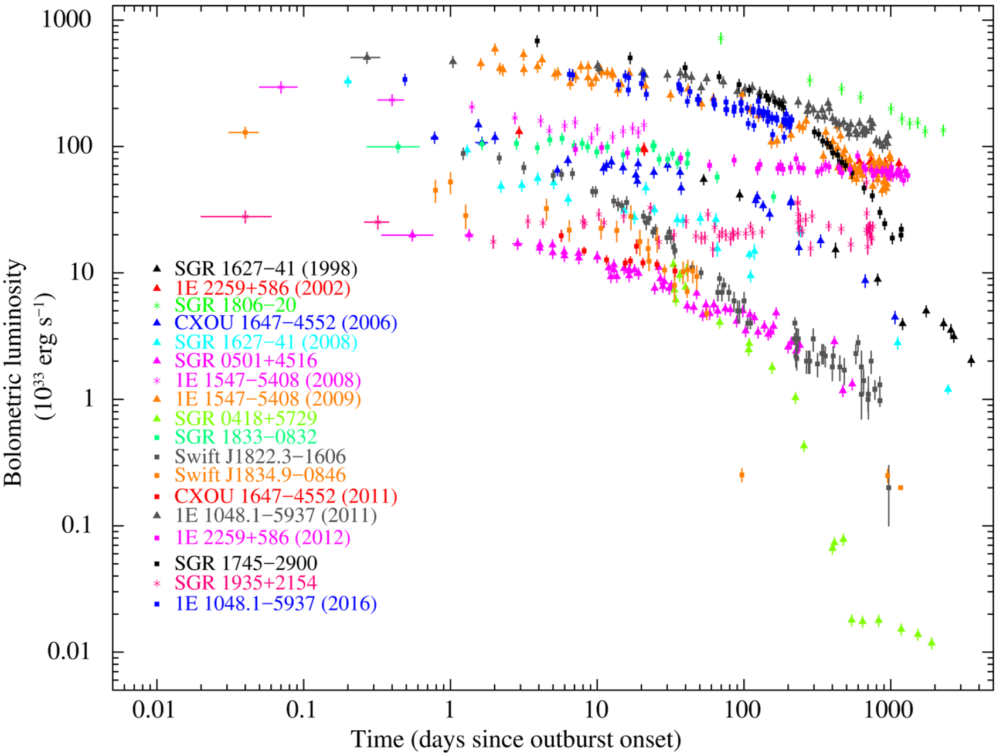 1000
100
10
1
0.1
0.01
Bolometric luminosity
(10³³ erg s⁻¹)
SGR 1627−41 (1998)
1E 2259+586 (2002)
SGR 1806−20
CXOU 1647−4552 (2006)
SGR 1627−41 (2008)
SGR 0501+4516
1E 1547−5408 (2008)
1E 1547−5408 (2009)
SGR 0418+5729
SGR 1833−0832
Swift J1822.3−1606
Swift J1834.9−0846
CXOU 1647−4552 (2011)
1E 1048.1−5937 (2011)
1E 2259+586 (2012)
SGR 1745−2900
SGR 1935+2154
1E 1048.1−5937 (2016)
0.01 0.1 1 10 100 1000
Time (days since outburst onset)